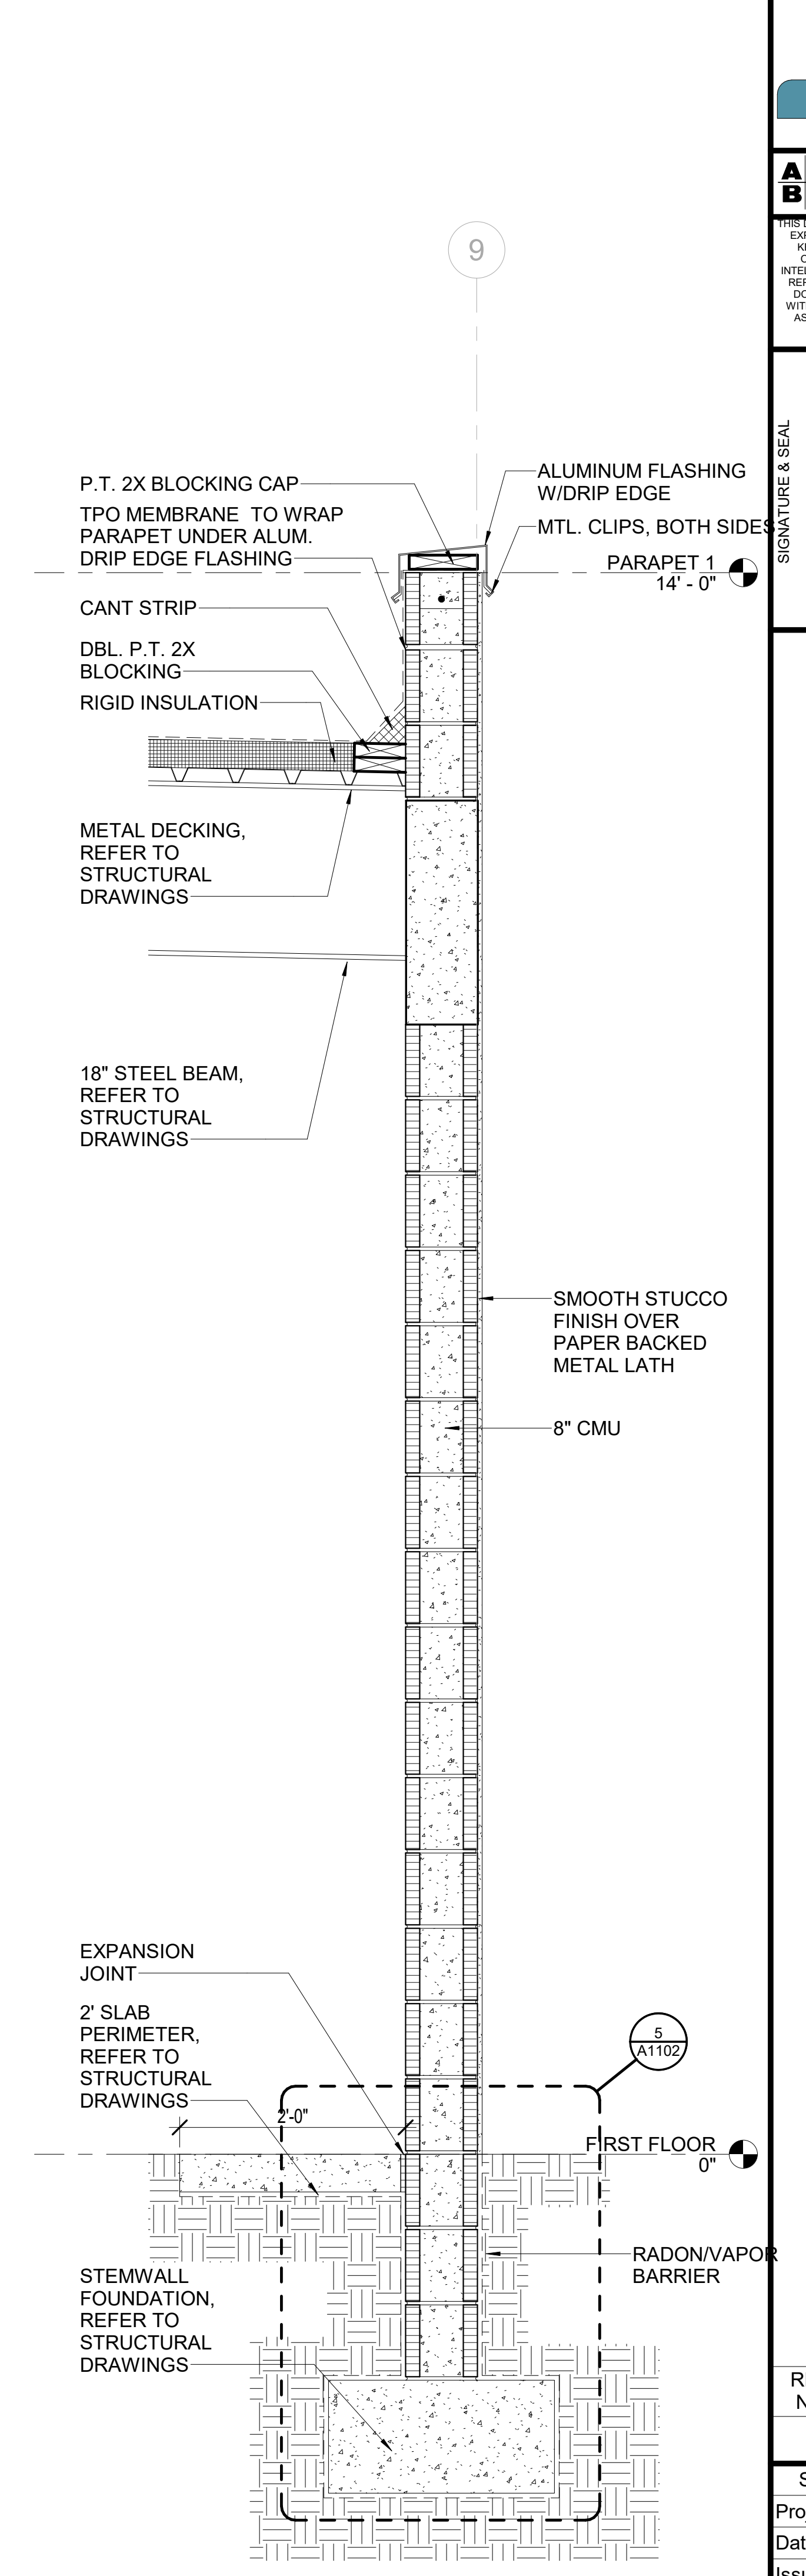 A
B
9
SIGNATURE & SEAL
P.T. 2X BLOCKING CAP
TPO MEMBRANE TO WRAP
PARAPET UNDER ALUM.
DRIP EDGE FLASHING
CANT STRIP
DBL. P.T. 2X
BLOCKING
RIGID INSULATION
ALUMINUM FLASHING
W/DRIP EDGE
MTL. CLIPS, BOTH SIDES
PARAPET 1
14' - 0"
METAL DECKING,
REFER TO
STRUCTURAL
DRAWINGS
18" STEEL BEAM,
REFER TO
STRUCTURAL
DRAWINGS
SMOOTH STUCCO
FINISH OVER
PAPER BACKED
METAL LATH
8" CMU
EXPANSION
JOINT
2' SLAB
PERIMETER,
REFER TO
STRUCTURAL
DRAWINGS
2'-0"
5
A1102
FIRST FLOOR
0"
RADON/VAPOR
BARRIER
STEMWALL
FOUNDATION,
REFER TO
STRUCTURAL
DRAWINGS